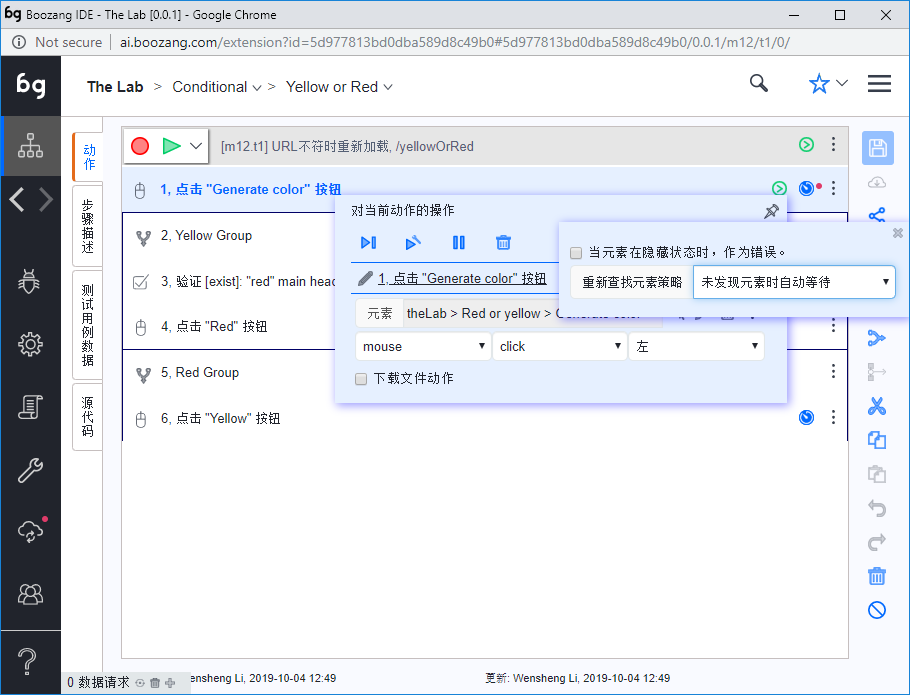 bg Boozang IDE - The Lab [0.0.1] - Google Chrome
Not secure | ai.boozang.com/extension?id=5d977813bd0dba589d8c49b0#5d977813bd0dba589d8c49b0/0.0.1/m12/t1/0/
bg
The Lab > Conditional > Yellow or Red
动作
步骤描述
测试用例数据
源代码
[m12.t1] URL不符时重新加载, /yellowOrRed
1, 点击 "Generate color" 按钮
2, Yellow Group
3, 验证 [exist]: "red" main head
4, 点击 "Red" 按钮
5, Red Group
6, 点击 "Yellow" 按钮
对当前动作的操作
1, 点击 "Generate color" 按钮
元素 theLab > Red or yellow > Generate color
mouse click 左
下载文件动作
当元素在隐藏状态时，作为错误。
重新查找元素策略 未发现元素时自动等待
0 数据请求
ensheng Li, 2019-10-04 12:49
更新: Wensheng Li, 2019-10-04 12:49